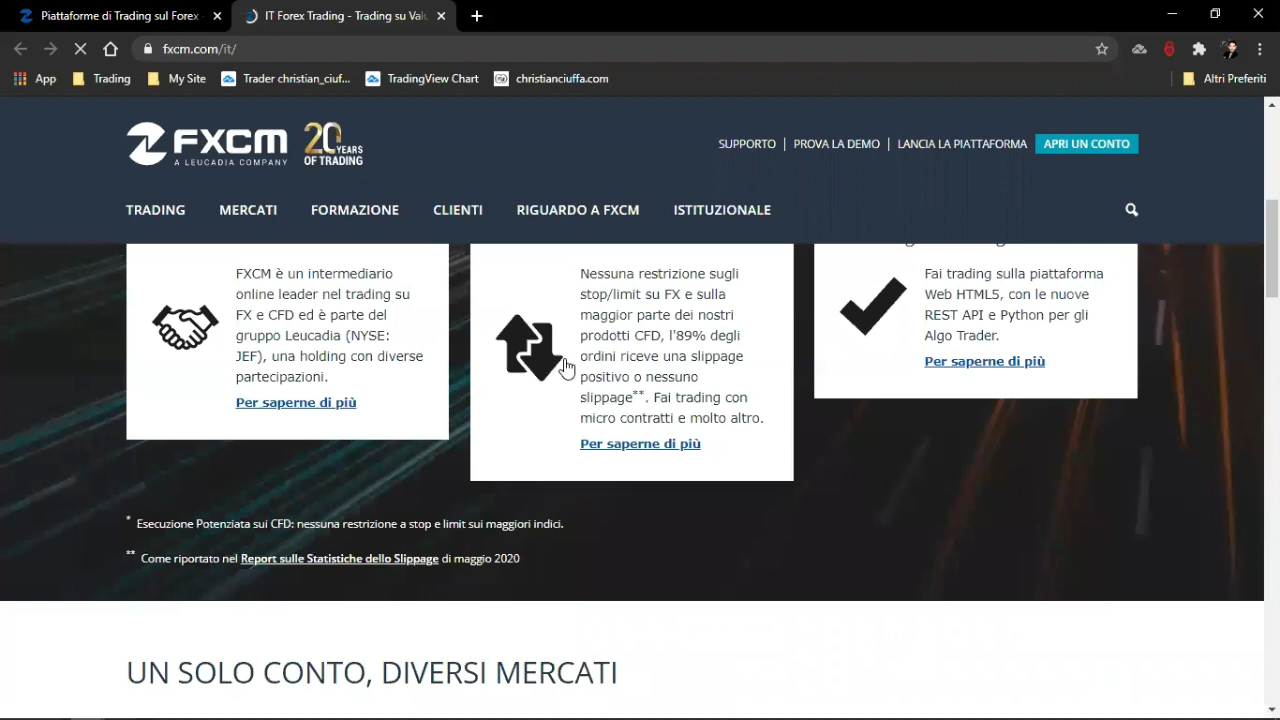 Piattaforme di Trading sul Forex -
IT Forex Trading - Trading su Valu
fxcm.com/it/
App
Trading
My Site
Trader christian_ciuf...
TradingView Chart
christianciuffa.com
Altri Preferiti
FXCM
A LEUCADIA COMPANY
20 YEARS
OF TRADING
SUPPORTO | PROVA LA DEMO | LANCIA LA PIATTAFORMA
APRI UN CONTO
TRADING
MERCATI
FORMAZIONE
CLIENTI
RIGUARDO A FXCM
ISTITUZIONALE
FXCM è un intermediario
online leader nel trading su
FX e CFD ed è parte del
gruppo Leucadia (NYSE:
JEF), una holding con diverse
partecipazioni.
Per saperne di più
Nessuna restrizione sugli
stop/limit su FX e sulla
maggior parte dei nostri
prodotti CFD, l'89% degli
ordini riceve una slippage
positivo o nessuno
slippage**. Fai trading con
micro contratti e molto altro.
Per saperne di più
Fai trading sulla piattaforma
Web HTML5, con le nuove
REST API e Python per gli
Algo Trader.
Per saperne di più
* Esecuzione Potenziata sui CFD: nessuna restrizione a stop e limit sui maggiori indici.
** Come riportato nel Report sulle Statistiche dello Slippage di maggio 2020
UN SOLO CONTO, DIVERSI MERCATI